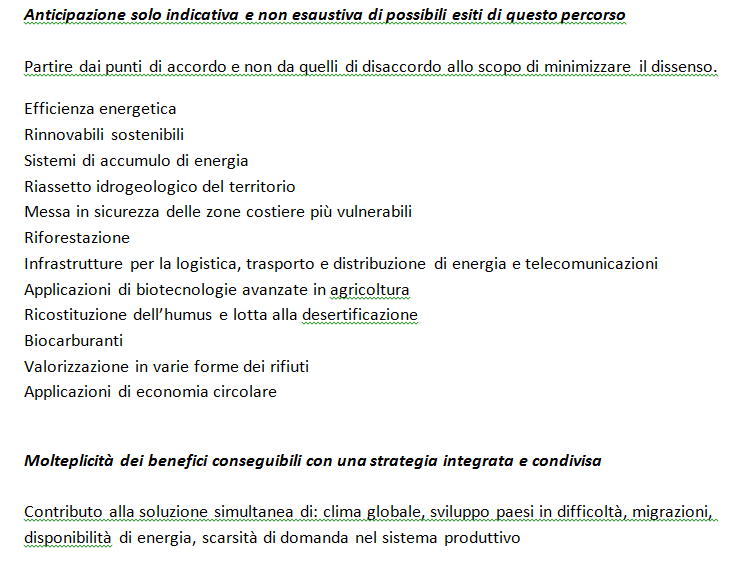 Anticipazione solo indicativa e non esaustiva di possibili esiti di questo percorso
Partire dai punti di accordo e non da quelli di disaccordo allo scopo di minimizzare il dissenso.
Efficienza energetica
Rinnovabili sostenibili
Sistemi di accumulo di energia
Riassetto idrogeologico del territorio
Messa in sicurezza delle zone costiere più vulnerabili
Riforestazione
Infrastrutture per la logistica, trasporto e distribuzione di energia e telecomunicazioni
Applicazioni di biotecnologie avanzate in agricoltura
Ricostituzione dell’humus e lotta alla desertificazione
Biocarburanti
Valorizzazione in varie forme dei rifiuti
Applicazioni di economia circolare
Molteplicità dei benefici conseguibili con una strategia integrata e condivisa
Contributo alla soluzione simultanea di: clima globale, sviluppo paesi in difficoltà, migrazioni,
disponibilità di energia, scarsità di domanda nel sistema produttivo